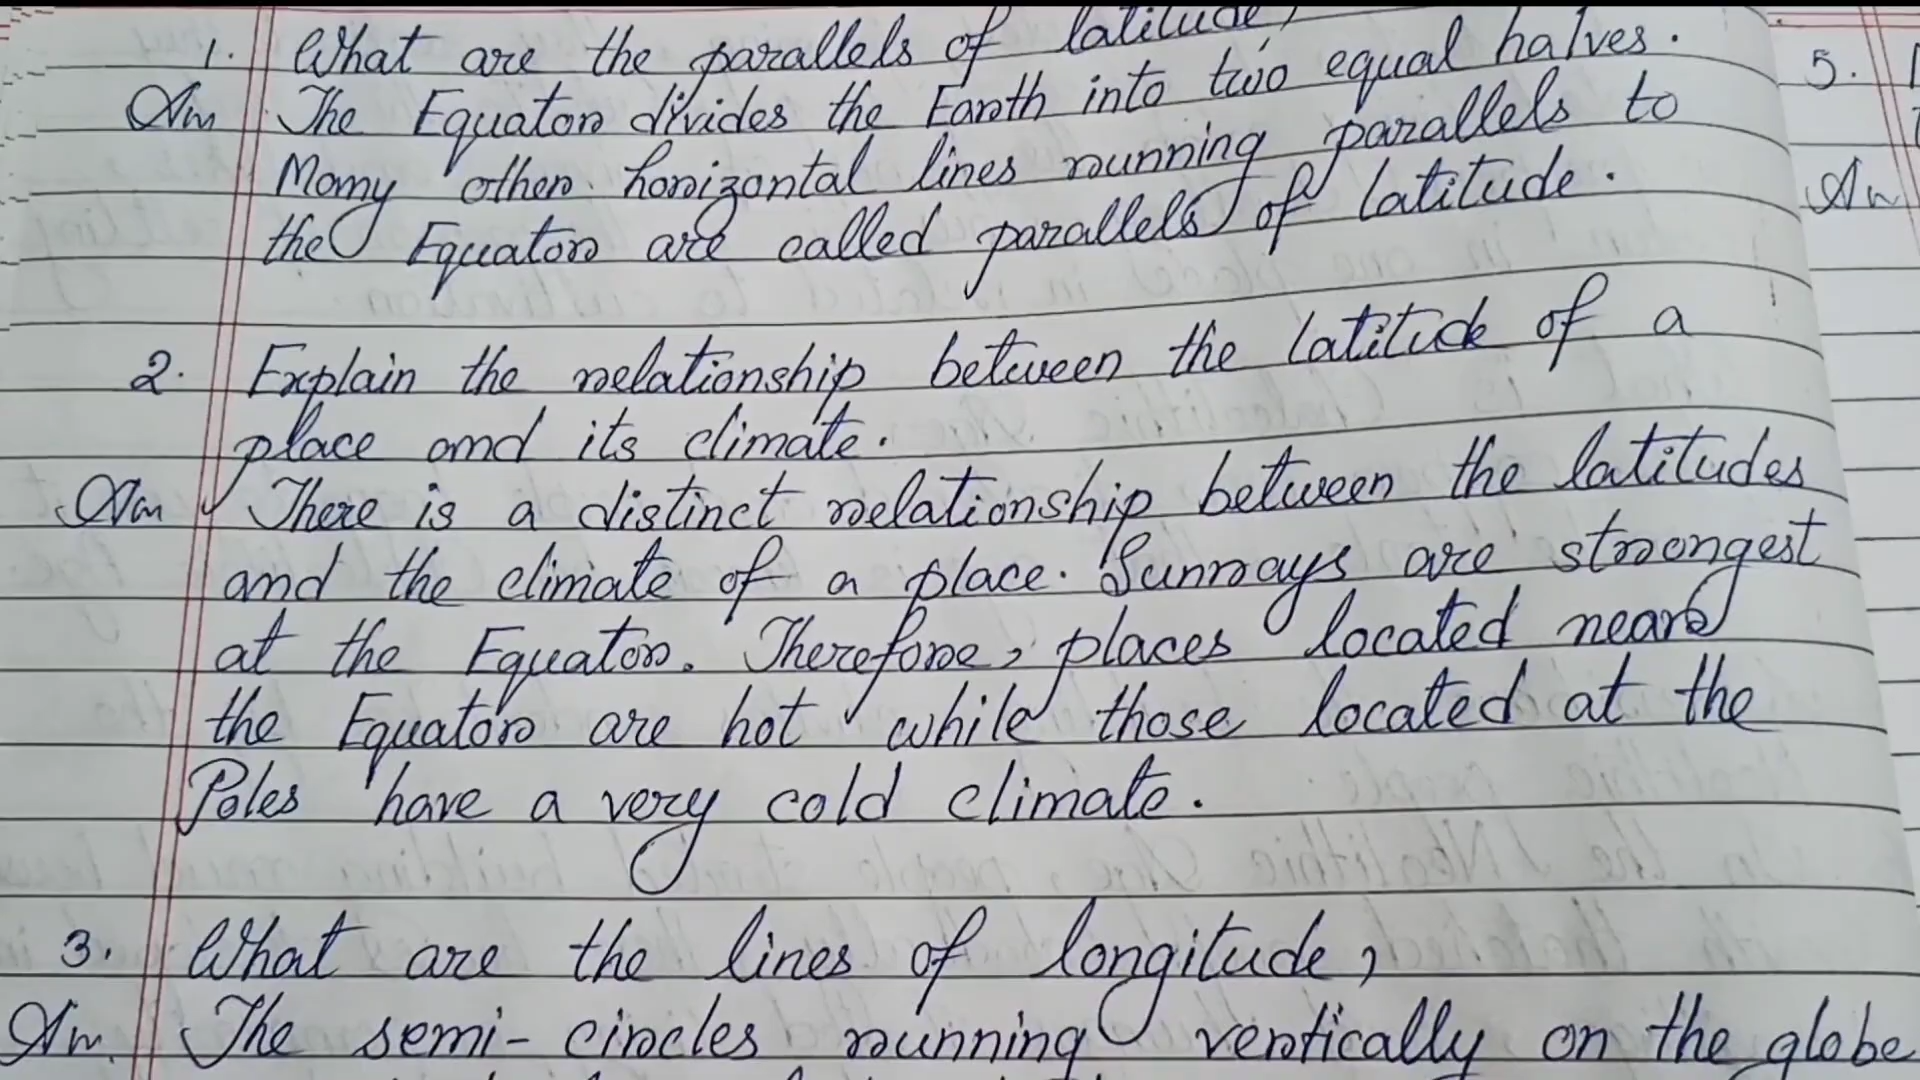 1. What are the parallels of latitude,
Ans The Equator divides the Earth into two equal halves.
Many other horizontal lines running parallels to
the Equator are called parallels of latitude.
2. Explain the relationship between the latitude of a
place and its climate.
Ans There is a distinct relationship between the latitudes
and the climate of a place. Sunrays are strongest
at the Equator. Therefore, places located near
the Equator are hot while those located at the
Poles have a very cold climate.
3. What are the lines of longitude,
Ans. The semi-circles running vertically on the globe
5.
An